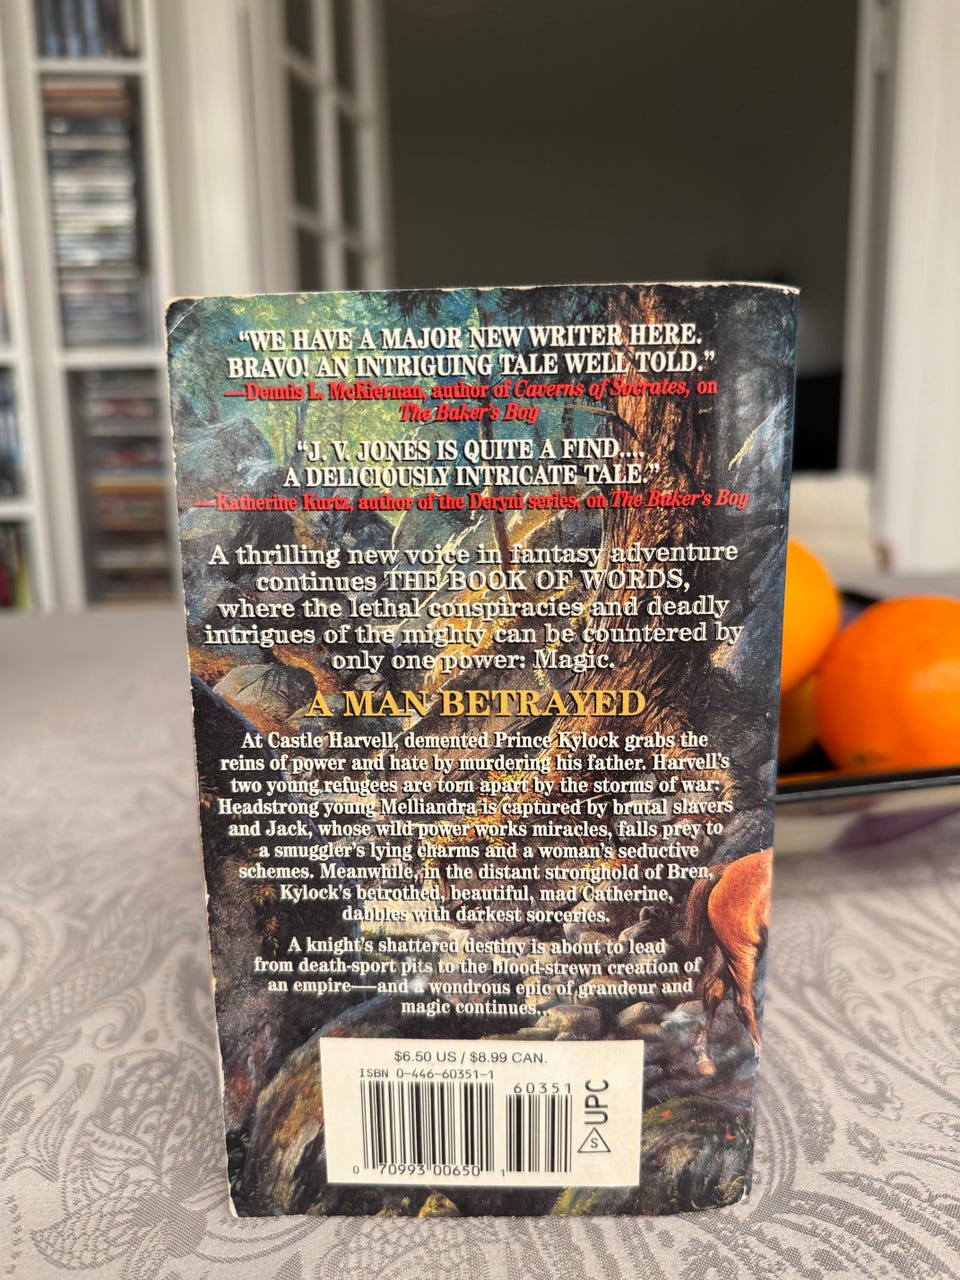 “WE HAVE A MAJOR NEW WRITER HERE.
BRAVO! AN INTRIGUING TALE WELL TOLD.”
—Dennis L. McKiernan, author of Caverns of Socrates, on
The Baker's Boy
“J. V. JONES IS QUITE A FIND....
A DELICIOUSLY INTRICATE TALE.”
—Katherine Kurtz, author of the Deryni series, on The Baker's Boy
A thrilling new voice in fantasy adventure
continues THE BOOK OF WORDS,
where the lethal conspiracies and deadly
intrigues of the mighty can be countered by
only one power: Magic.
A MAN BETRAYED
At Castle Harvell, demented Prince Kylock grabs the
reins of power and hate by murdering his father. Harvell's
two young refugees are torn apart by the storms of war:
Headstrong young Melliandra is captured by brutal slavers
and Jack, whose wild power works miracles, falls prey to
a smuggler's lying charms and a woman's seductive
schemes. Meanwhile, in the distant stronghold of Bren,
Kylock's betrothed, beautiful, mad Catherine,
dabbles with darkest sorceries.
A knight's shattered destiny is about to lead
from death-sport pits to the blood-strewn creation of
an empire—and a wondrous epic of grandeur and
magic continues...
$6.50 US / $8.99 CAN.
ISBN 0-446-60351-1
60351
0 70993 00650 1
S UPC